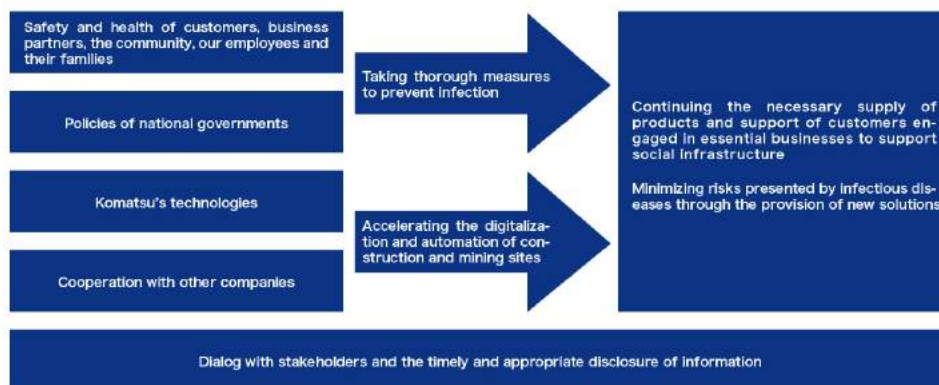 Safety and health of customers, business
partners, the community, our employees and
their families
Policies of national governments
Komatsu's technologies
Cooperation with other companies
Taking thorough measures
to prevent infection
Accelerating the digitaliza-
tion and automation of con-
struction and mining sites
Continuing the necessary supply of
products and support of customers en-
gaged in essential businesses to support
social infrastructure
Minimizing risks presented by infectious dis-
eases through the provision of new solutions
Dialog with stakeholders and the timely and appropriate disclosure of information